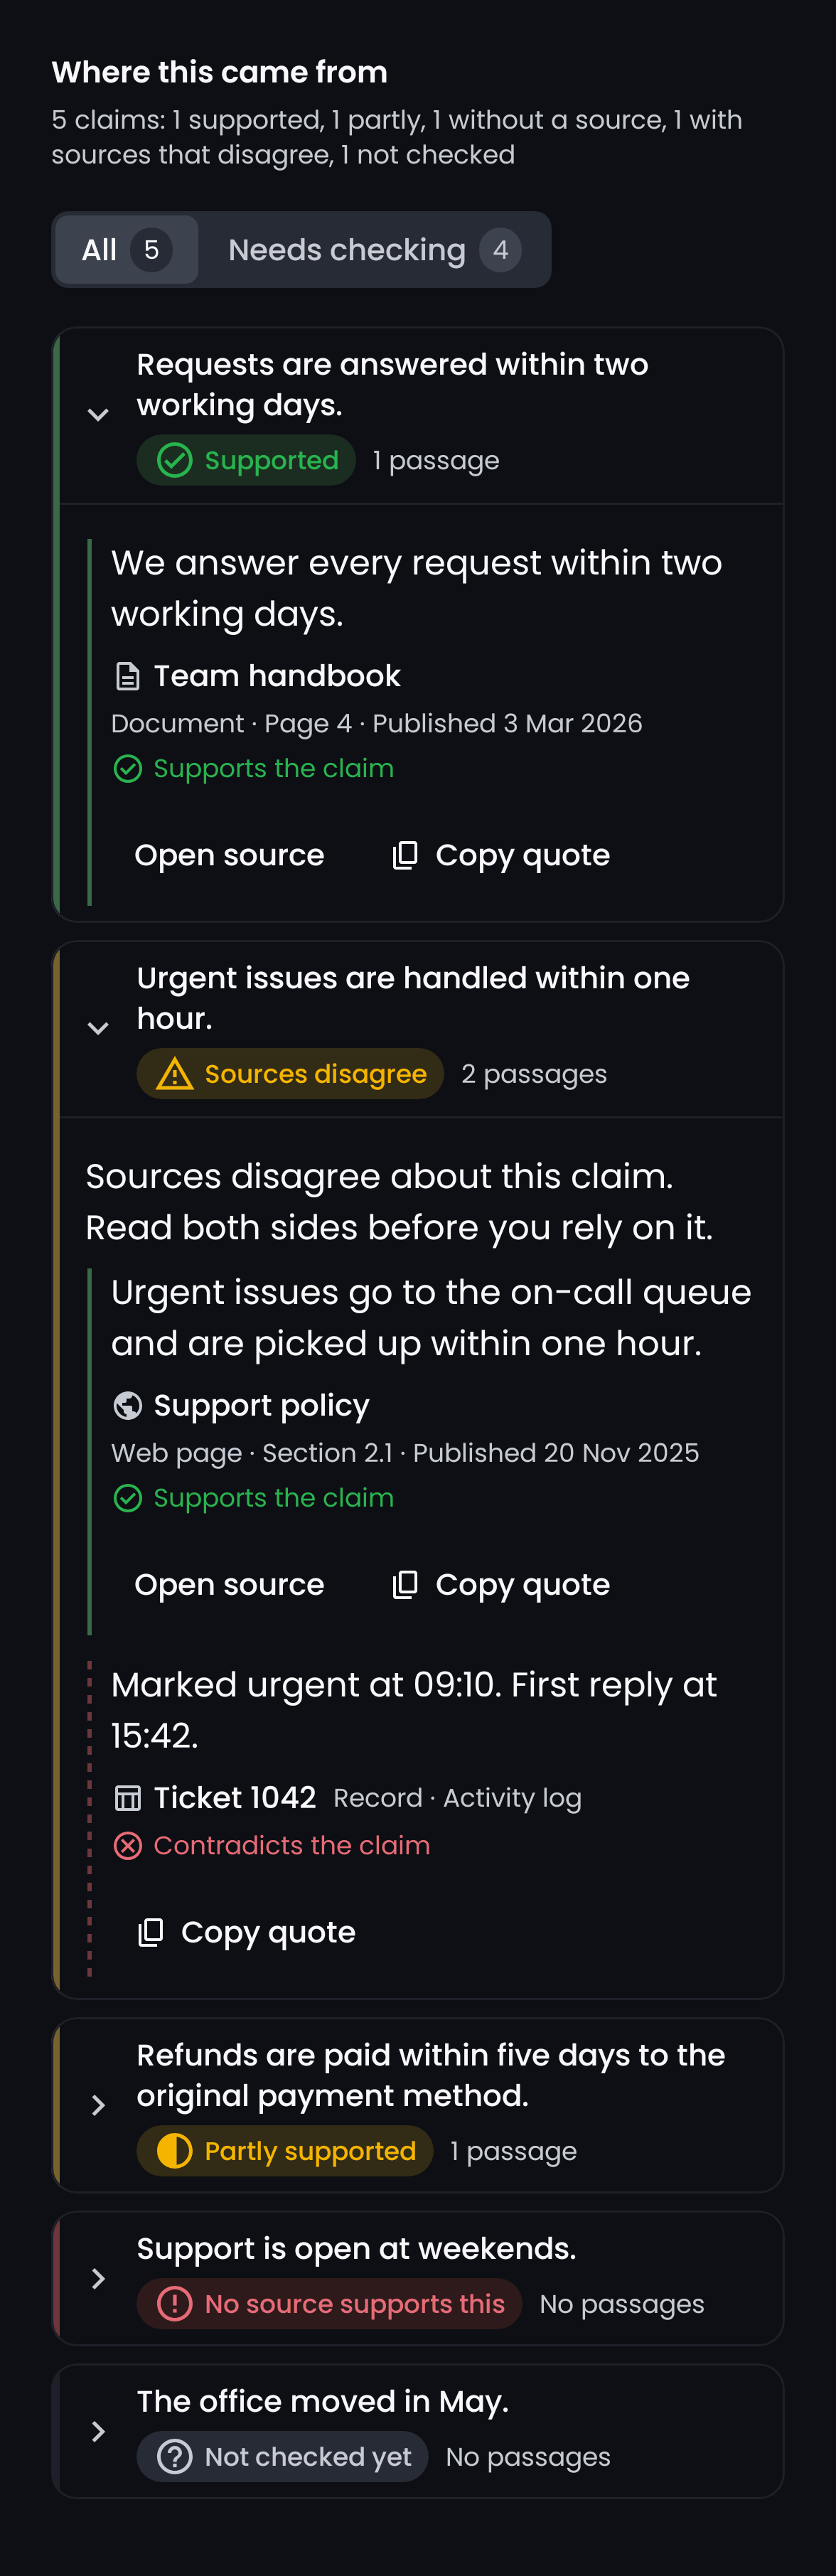 Where this came from
5 claims: 1 supported, 1 partly, 1 without a source, 1 with
sources that disagree, 1 not checked
All 5 Needs checking 4
Requests are answered within two
working days.
Supported 1 passage
We answer every request within two
working days.
Team handbook
Document · Page 4 · Published 3 Mar 2026
Supports the claim
Open source Copy quote
Urgent issues are handled within one
hour.
Sources disagree 2 passages
Sources disagree about this claim.
Read both sides before you rely on it.
Urgent issues go to the on-call queue
and are picked up within one hour.
Support policy
Web page · Section 2.1 · Published 20 Nov 2025
Supports the claim
Open source Copy quote
Marked urgent at 09:10. First reply at
15:42.
Ticket 1042 Record · Activity log
Contradicts the claim
Copy quote
Refunds are paid within five days to the
original payment method.
Partly supported 1 passage
Support is open at weekends.
No source supports this No passages
The office moved in May.
Not checked yet No passages